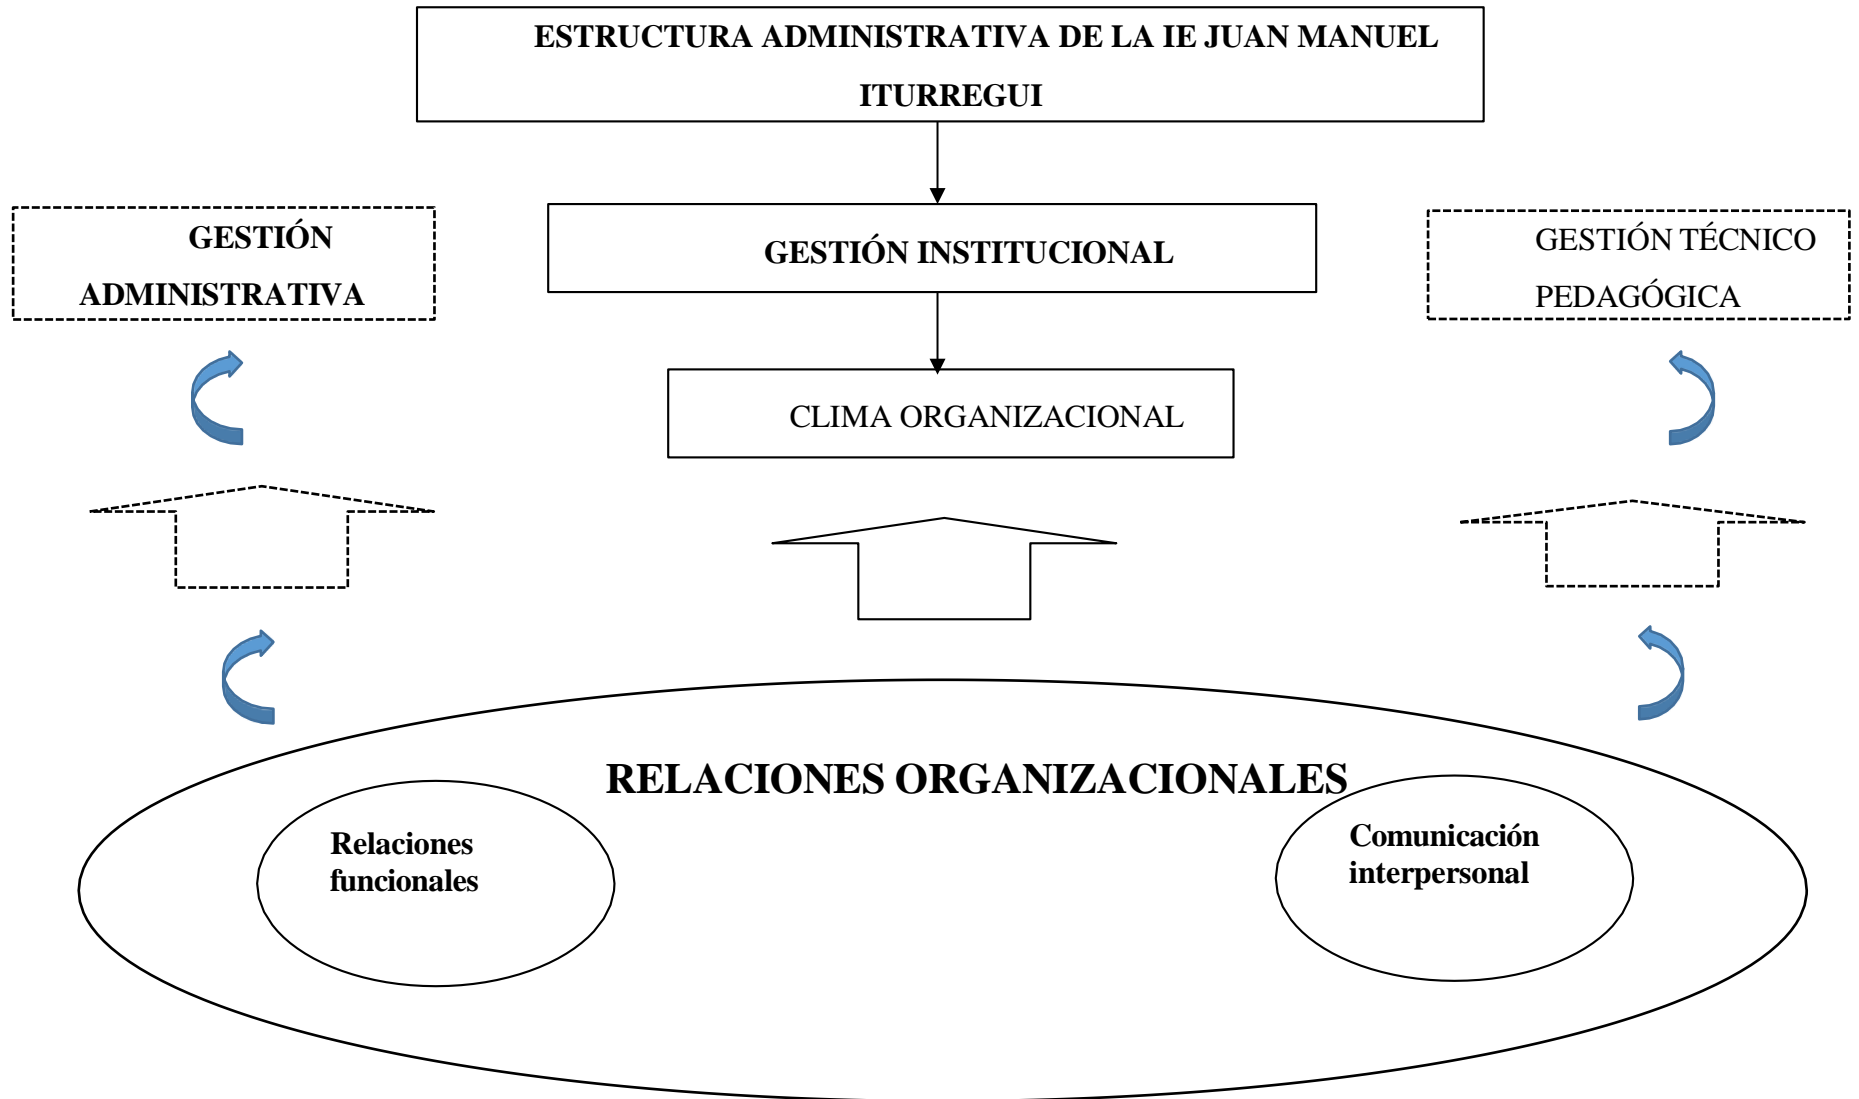 ESTRUCTURA ADMINISTRATIVA DE LA IE JUAN MANUEL
ITURREGUI
GESTIÓN
ADMINISTRATIVA
GESTIÓN INSTITUCIONAL
GESTIÓN TÉCNICO
PEDAGÓGICA
CLIMA ORGANIZACIONAL
RELACIONES ORGANIZACIONALES
Relaciones
funcionales
Comunicación
interpersonal